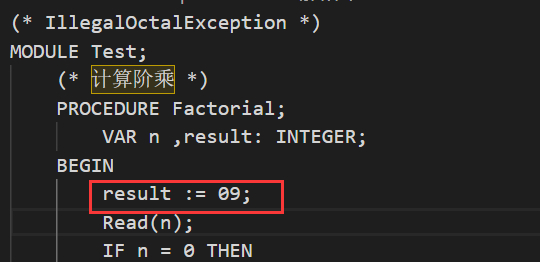 (* IllegalOctalException *)
MODULE Test;
(* 计算阶乘 *)
PROCEDURE Factorial;
VAR n ,result: INTEGER;
BEGIN
result := 09;
Read(n);
IF n = 0 THEN